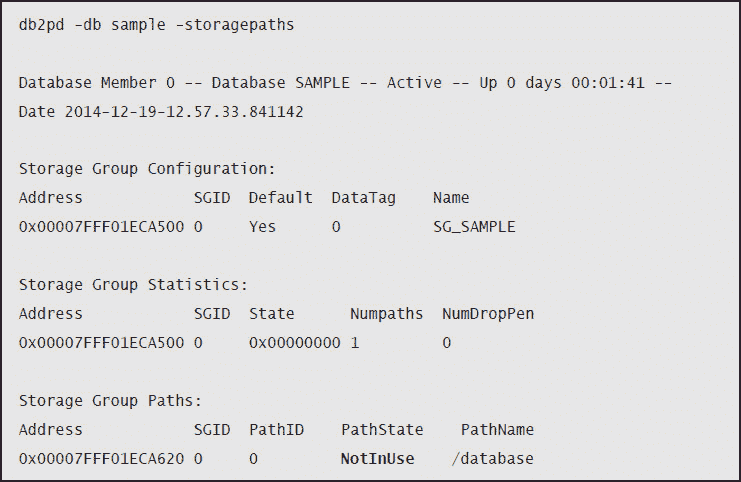 db2pd -db sample -storagepaths
Database Member 0 -- Database SAMPLE -- Active -- Up 0 days 00:01:41 --
Date 2014-12-19-12.57.33.841142
Storage Group Configuration:
Address SGID Default DataTag Name
0x00007FFF01ECA500 0 Yes 0 SG_SAMPLE
Storage Group Statistics:
Address SGID State Numpaths NumDropPen
0x00007FFF01ECA500 0 0x00000000 1 0
Storage Group Paths:
Address SGID PathID PathState PathName
0x00007FFF01ECA620 0 0 NotInUse /database